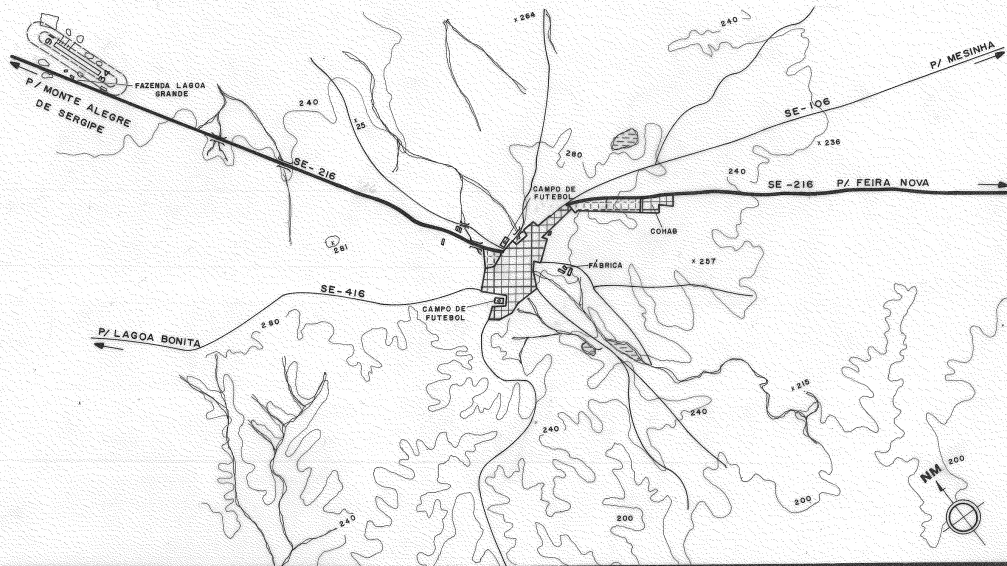 x 264
240
P/ MESINHA
FAZENDA LAGOA
GRANDE
P/ MONTE ALEGRE
DE SERGIPE
240
x 25
SE-106
x 236
280
SE-216
240
CAMPO DE
FUTEBOL
SE-216
P/. FEIRA NOVA
COHAB
x
281
FÁBRICA
x 257
SE-416
CAMPO DE
FUTEBOL
280
P/ LAGOA BONITA
x 215
240
240
200
NM
200
240
200